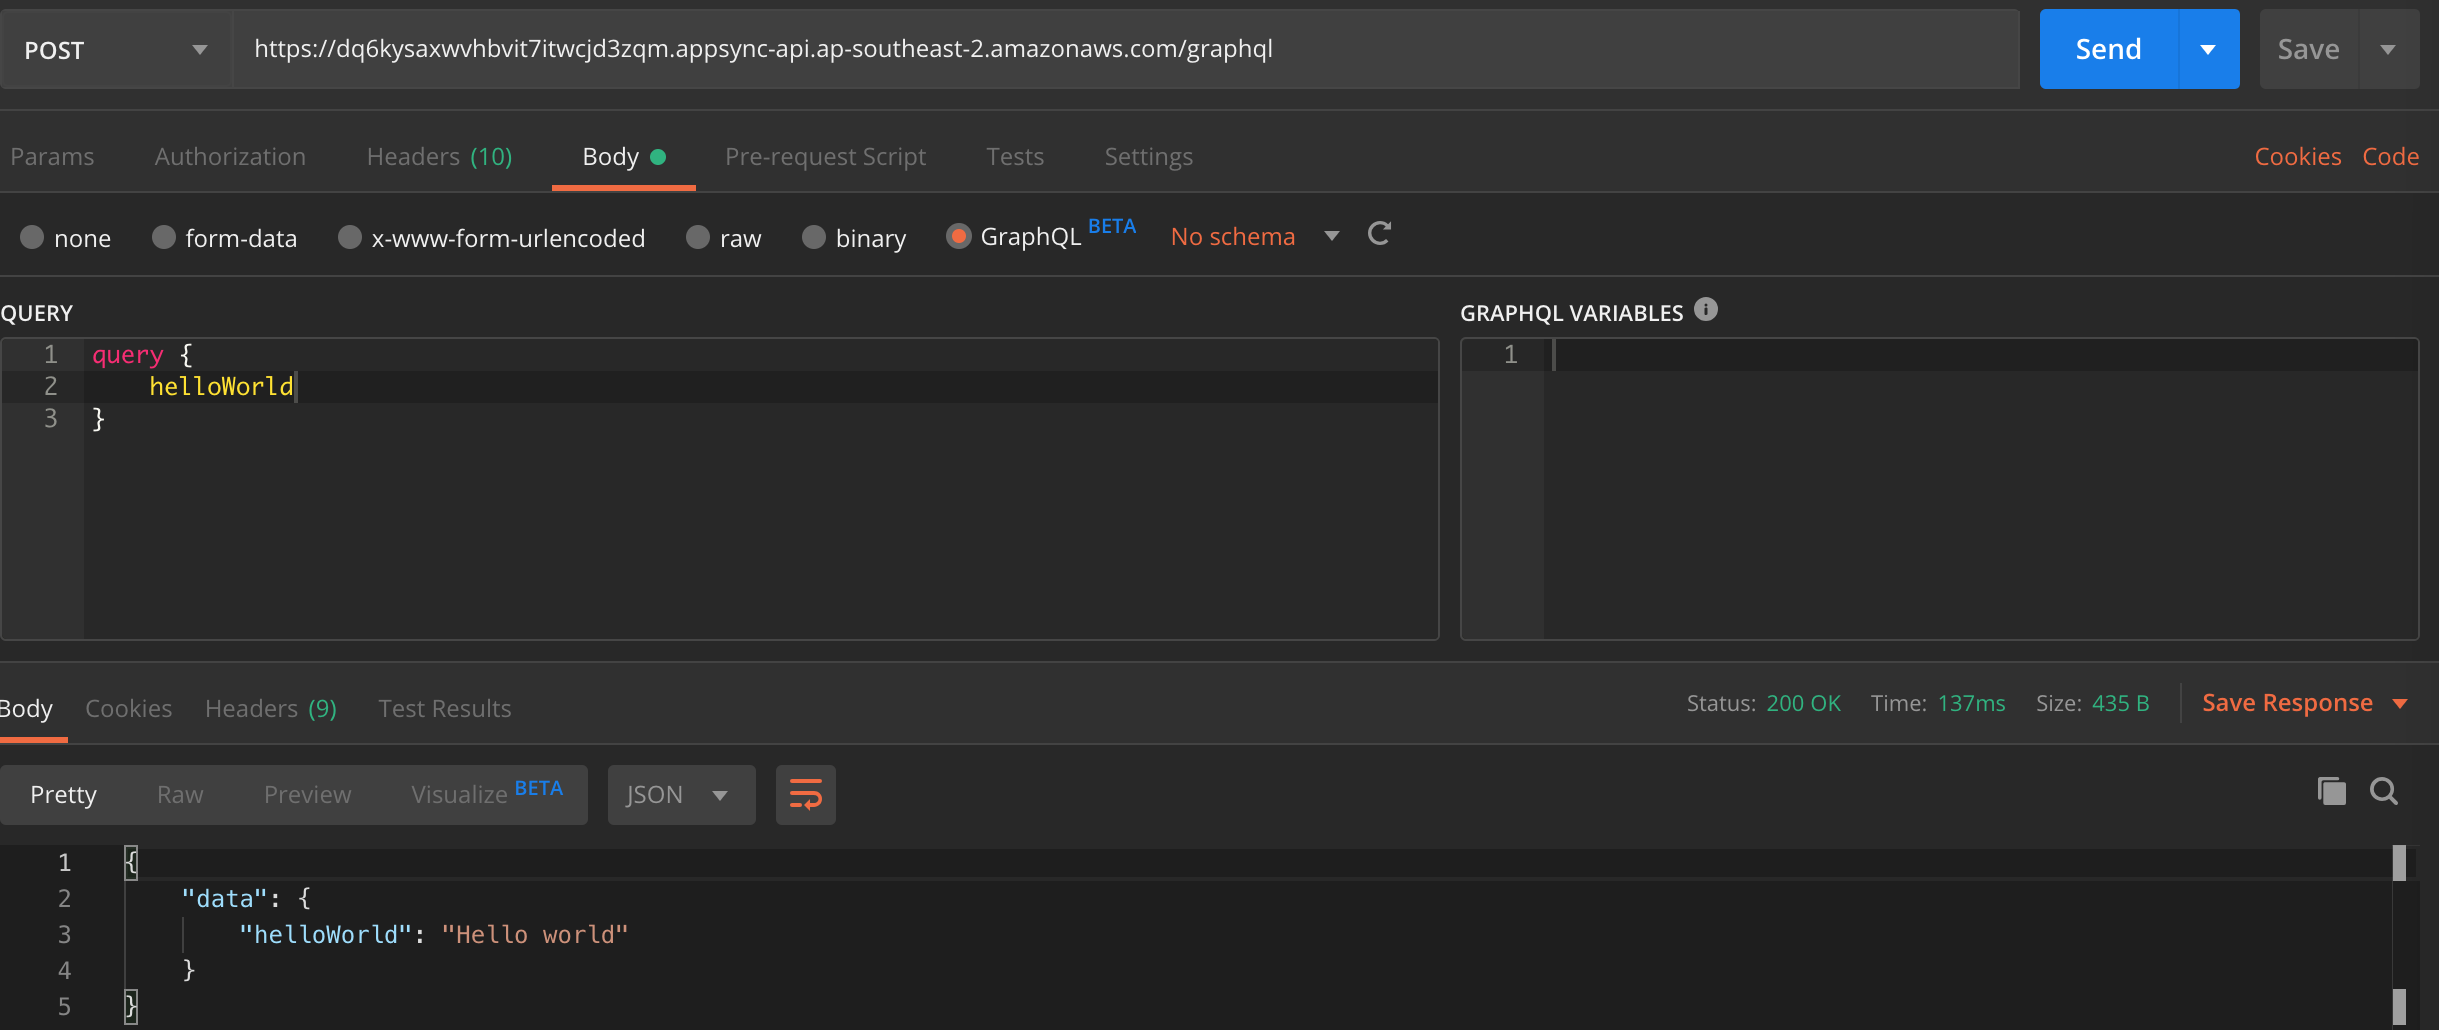 POST https://dq6kysaxwvhbvit7itwcjd3zqm.appsync-api.ap-southeast-2.amazonaws.com/graphql Send Save
Params Authorization Headers (10) Body Pre-request Script Tests Settings Cookies Code
none form-data x-www-form-urlencoded raw binary GraphQL BETA No schema
QUERY
1 query {
2 helloWorld
3 }
GRAPHQL VARIABLES
1
Body Cookies Headers (9) Test Results Status: 200 OK Time: 137ms Size: 435 B Save Response
Pretty Raw Preview Visualize BETA JSON
1 {
2 "data": {
3 "helloWorld": "Hello world"
4 }
5 }